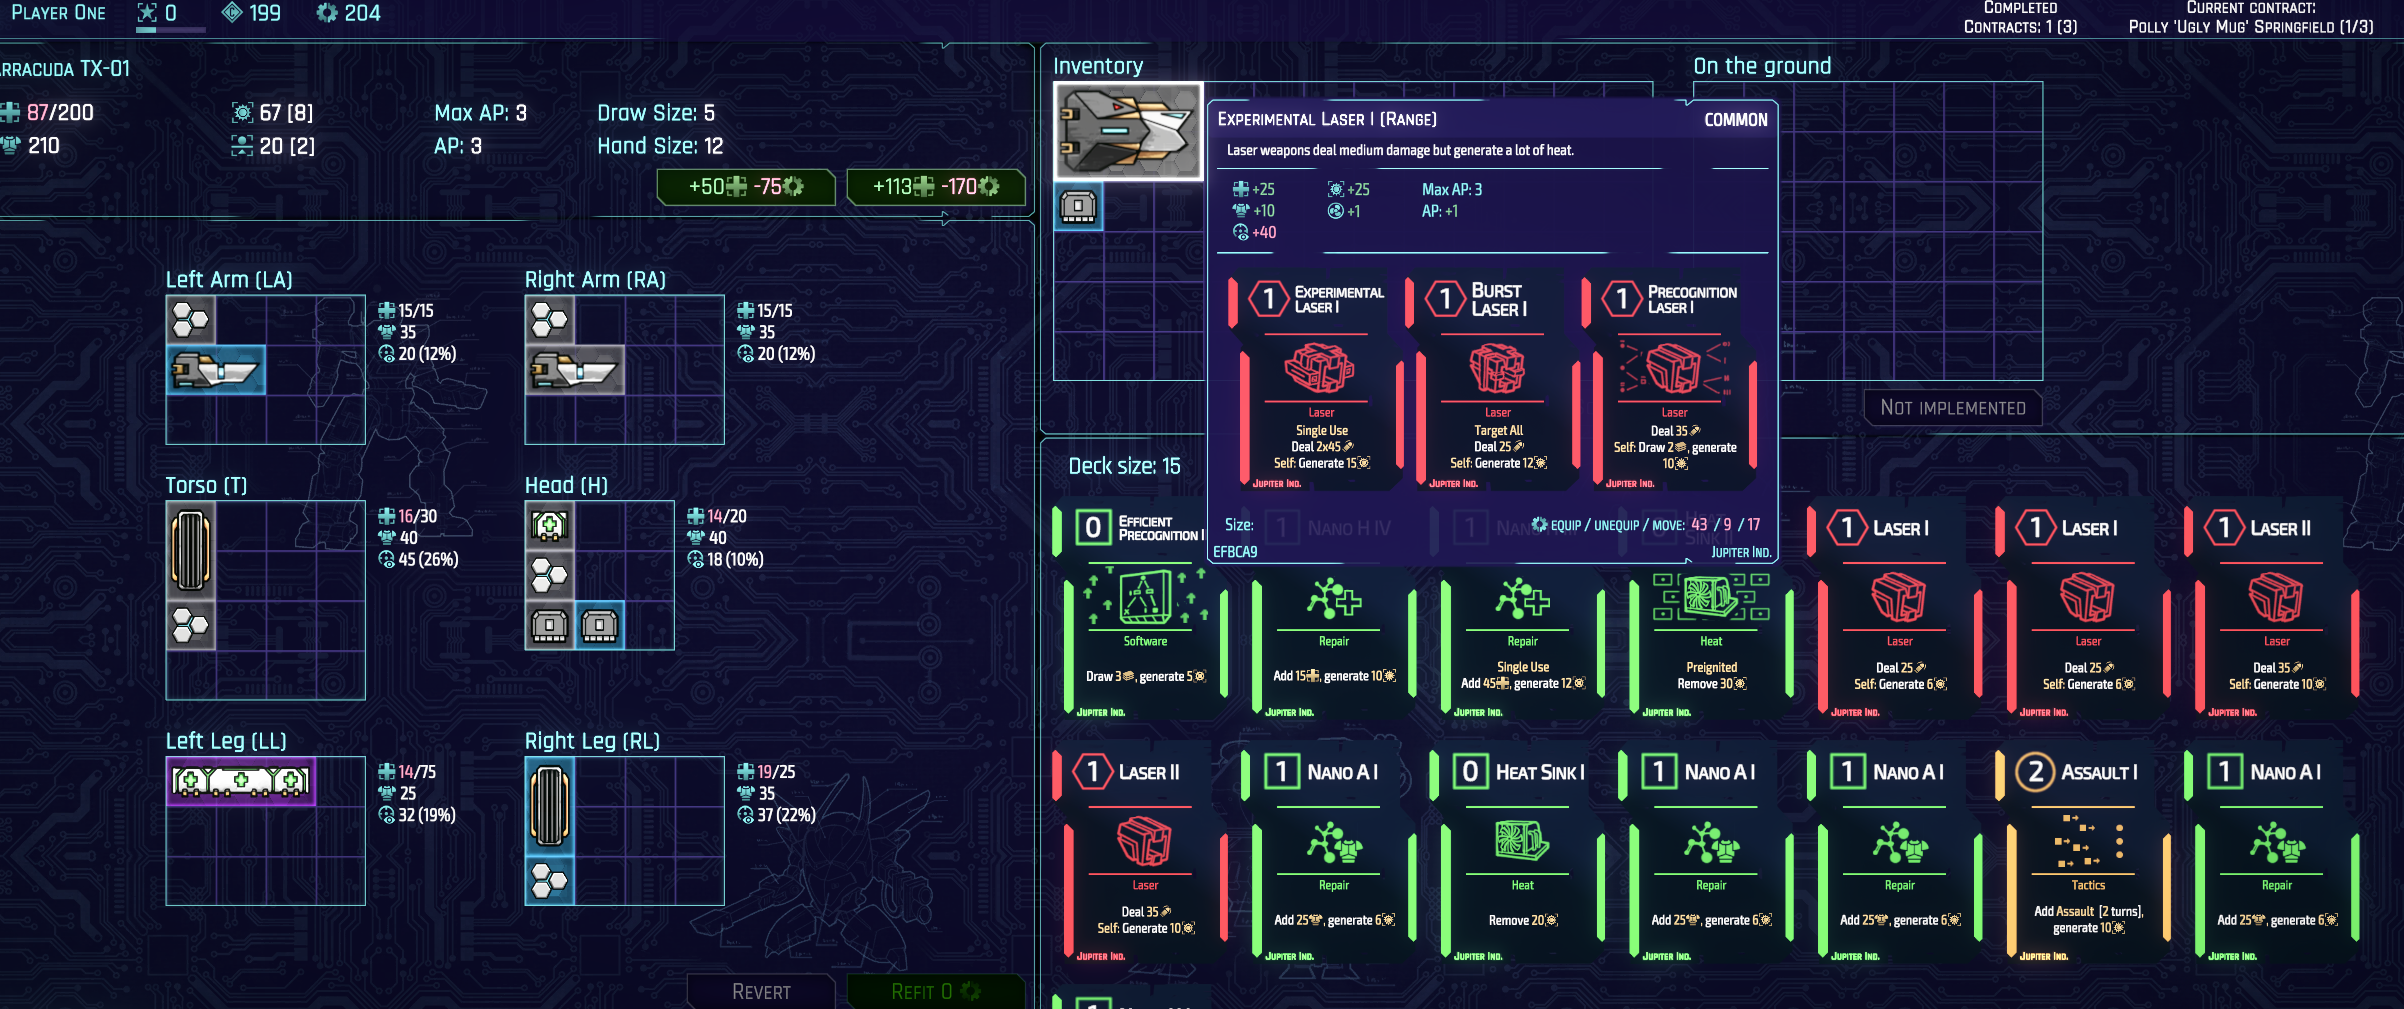 Player One
0
199
204
Completed
Contracts: 1 (3)
Current contract:
Polly 'Ugly Mug' Springfield (1/3)
TX-01
87/200
67 [8]
Max AP: 3
Draw Size: 5
210
20 [2]
AP: 3
Hand Size: 12
+50 -75
+113 -170
Left Arm (LA)
15/15
35
20 (12%)
Right Arm (RA)
15/15
35
20 (12%)
Torso (T)
16/30
40
45 (26%)
Head (H)
14/20
40
18 (10%)
Left Leg (LL)
14/75
25
32 (19%)
Right Leg (RL)
19/25
35
37 (22%)
Revert
Refit 0
Inventory
On the ground
Not implemented
Experimental Laser I (Range)
COMMON
Laser weapons deal medium damage but generate a lot of heat.
+25
+25
Max AP: 3
+10
+1
AP: +1
+40
1
Experimental
Laser I
Laser
Single Use
Deal 2x45
Self: Generate 15
Jupiter Ind.
1
Burst
Laser I
Laser
Target All
Deal 25
Self: Generate 12
Jupiter Ind.
1
Precognition
Laser I
Laser
Deal 35
Self: Draw 2, generate
10
Jupiter Ind.
Size:
EQUIP / UNEQUIP / MOVE: 43 / 9 / 17
EFBCA9
Jupiter Ind.
Deck size: 15
0
Efficient
Precognition I
Software
Draw 3, generate 5
Jupiter Ind.
1
Nano H IV
Repair
Add 15, generate 10
Jupiter Ind.
1
Repair
Single Use
Add 45, generate 12
Jupiter Ind.
Heat
Preignited
Remove 30
Jupiter Ind.
1
Laser I
Laser
Deal 25
Self: Generate 6
Jupiter Ind.
1
Laser I
Laser
Deal 25
Self: Generate 6
Jupiter Ind.
1
Laser II
Laser
Deal 35
Self: Generate 10
Jupiter Ind.
1
Laser II
Laser
Deal 35
Self: Generate 10
Jupiter Ind.
1
Nano A I
Repair
Add 25, generate 6
Jupiter Ind.
0
Heat Sink I
Heat
Remove 20
Jupiter Ind.
1
Nano A I
Repair
Add 25, generate 6
Jupiter Ind.
1
Nano A I
Repair
Add 25, generate 6
Jupiter Ind.
2
Assault I
Tactics
Add Assault [2 turns],
generate 10
Jupiter Ind.
1
Nano A I
Repair
Add 25, generate 6
Jupiter Ind.